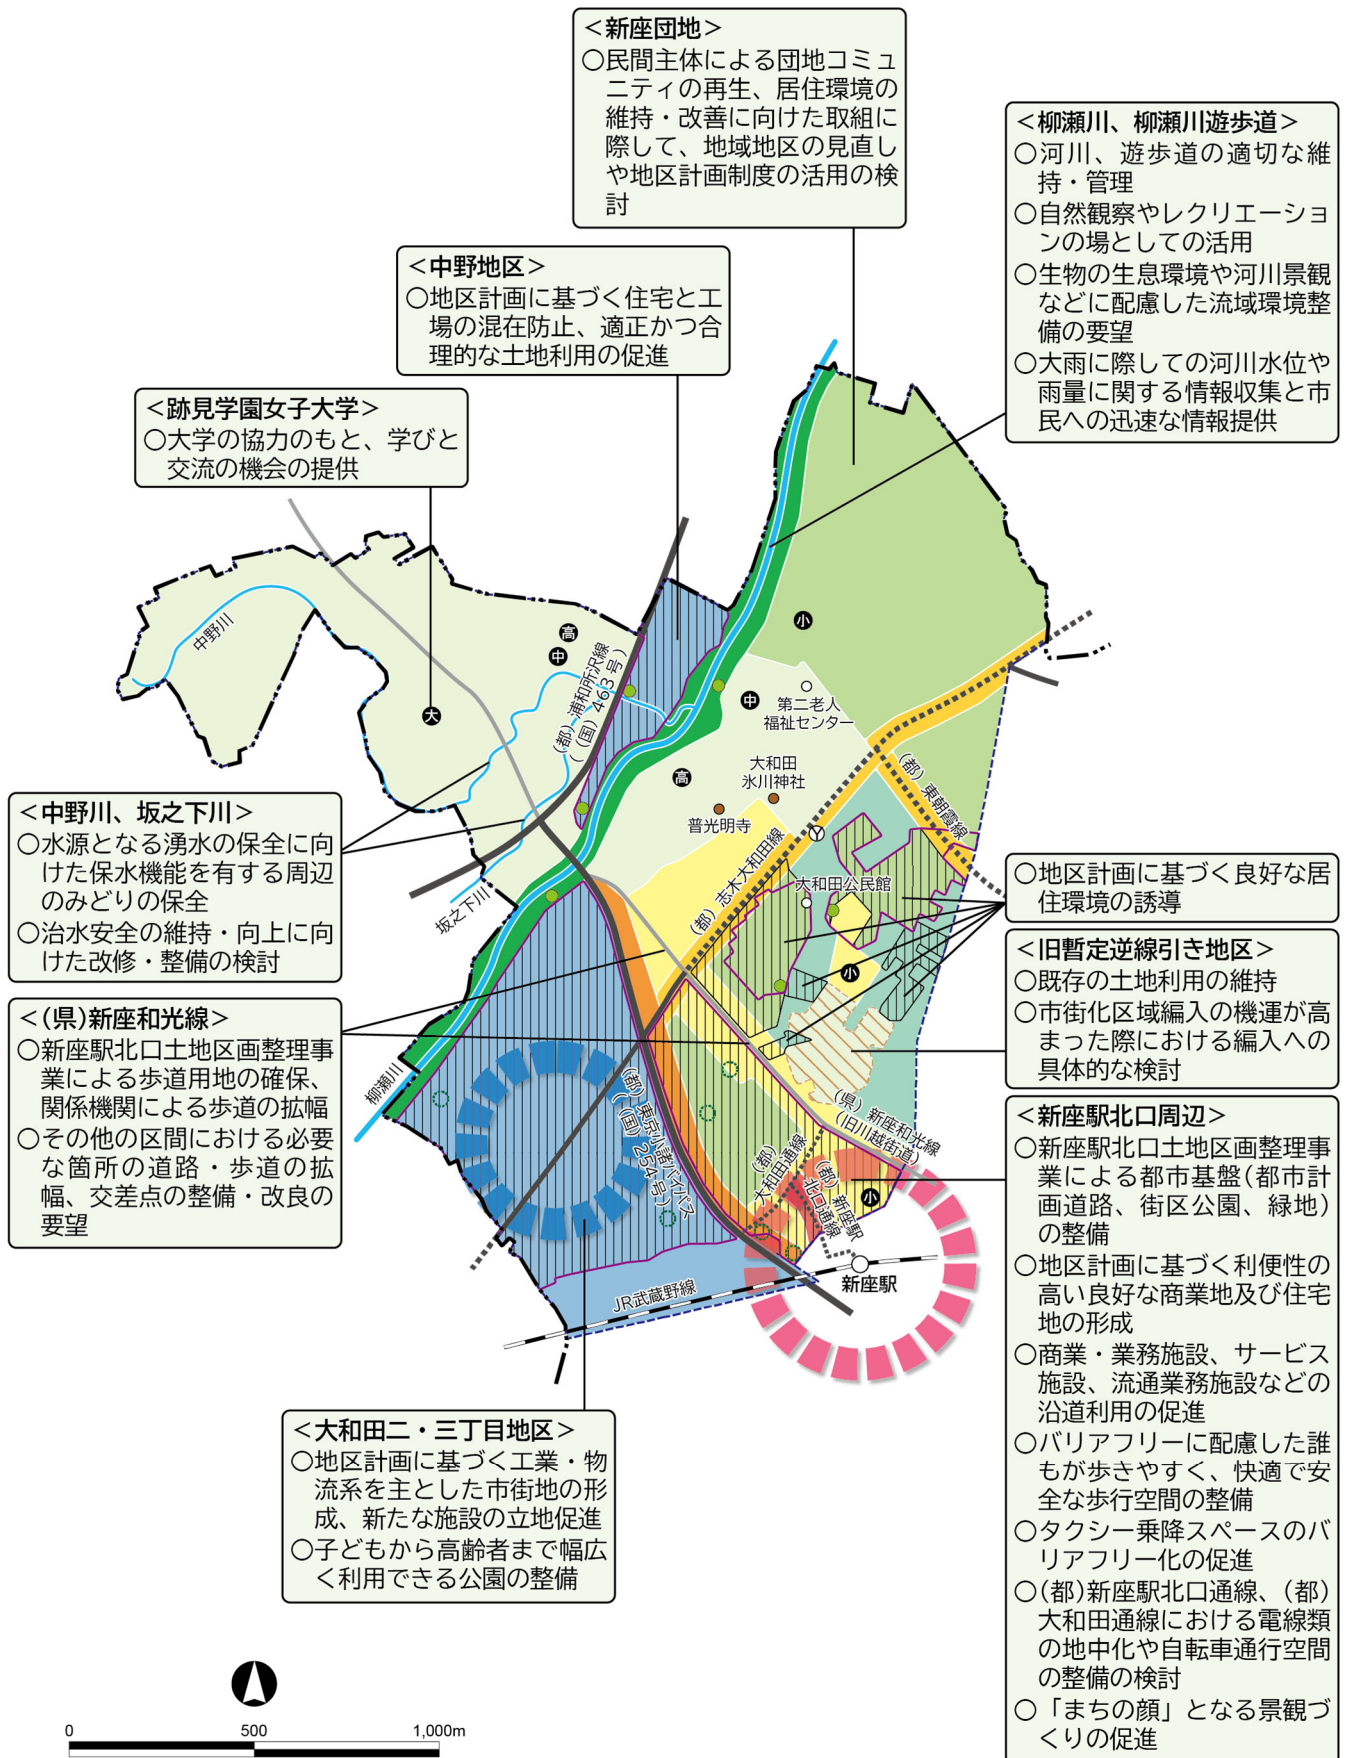 ＜新座団地＞
○民間主体による団地コミュ
ニティの再生、居住環境の
維持・改善に向けた取組に
際して、地域地区の見直し
や地区計画制度の活用の検
討
＜柳瀬川、柳瀬川遊歩道＞
○河川、遊歩道の適切な維
持・管理
○自然観察やレクリエーショ
ンの場としての活用
○生物の生息環境や河川景観
などに配慮した流域環境整
備の要望
○大雨に際しての河川水位や
雨量に関する情報収集と市
民への迅速な情報提供
＜中野地区＞
○地区計画に基づく住宅と工
場の混在防止、適正かつ合
理的な土地利用の促進
＜跡見学園女子大学＞
○大学の協力のもと、学びと
交流の機会の提供
中野川
高
中
大
（都）浦和所沢線
（国）463号）
小
中
第二老人
福祉センター
高
大和田
氷川神社
普光明寺
（都）東朝霞線
（都）志木大和田線
Y
大和田公民館
小
坂之下川
柳瀬川
＜中野川、坂之下川＞
○水源となる湧水の保全に向
けた保水機能を有する周辺
のみどりの保全
○治水安全の維持・向上に向
けた改修・整備の検討
＜(県)新座和光線＞
○新座駅北口土地区画整理事
業による歩道用地の確保、
関係機関による歩道の拡幅
○その他の区間における必要
な箇所の道路・歩道の拡
幅、交差点の整備・改良の
要望
○地区計画に基づく良好な居
住環境の誘導
＜旧暫定逆線引き地区＞
○既存の土地利用の維持
○市街化区域編入の機運が高
まった際における編入への
具体的な検討
（都）東京小諸バイパス
（国）254号）
（県）新座和光線
（旧川越街道）
（都）
大和田通線
（都）新座駅
北口通線
小
新座駅
JR武蔵野線
＜新座駅北口周辺＞
○新座駅北口土地区画整理事
業による都市基盤(都市計
画道路、街区公園、緑地)
の整備
○地区計画に基づく利便性の
高い良好な商業地及び住宅
地の形成
○商業・業務施設、サービス
施設、流通業務施設などの
沿道利用の促進
○バリアフリーに配慮した誰
もが歩きやすく、快適で安
全な歩行空間の整備
○タクシー乗降スペースのバ
リアフリー化の促進
○(都)新座駅北口通線、(都)
大和田通線における電線類
の地中化や自転車通行空間
の整備の検討
○「まちの顔」となる景観づ
くりの促進
＜大和田二・三丁目地区＞
○地区計画に基づく工業・物
流系を主とした市街地の形
成、新たな施設の立地促進
○子どもから高齢者まで幅広
く利用できる公園の整備
0 500 1,000m